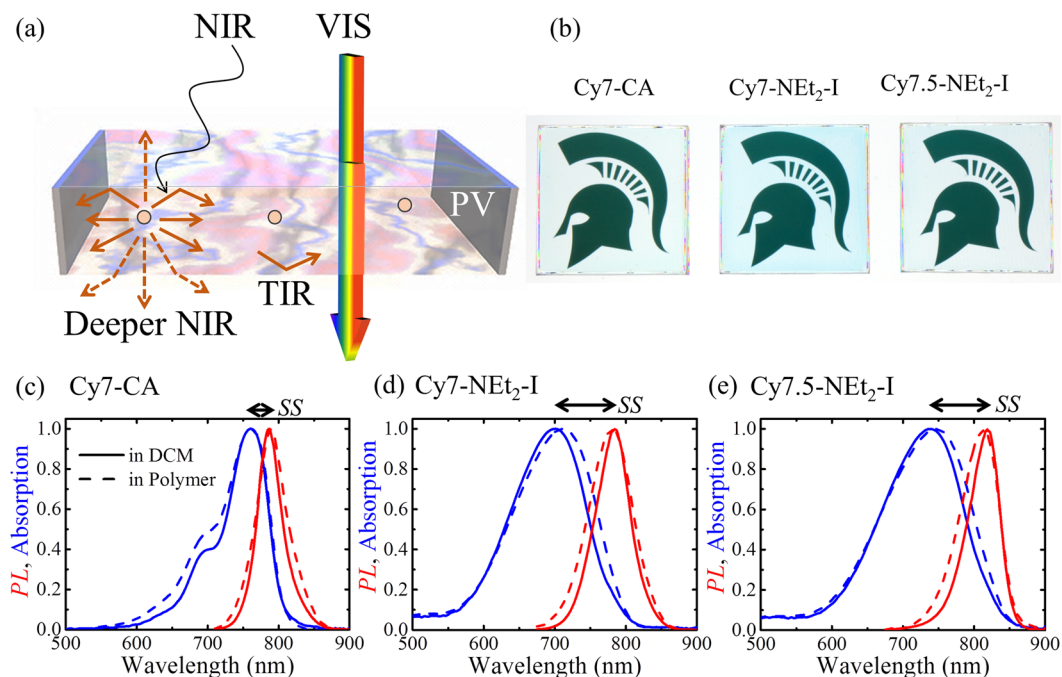 (a)
NIR
VIS
PV
TIR
Deeper NIR
(b)
Cy7-CA
Cy7-NEt₂-I
Cy7.5-NEt₂-I
(c) Cy7-CA
SS
1.0
0.8
0.6
0.4
0.2
0.0
PL, Absorption
in DCM
in Polymer
500 600 700 800 900
Wavelength (nm)
(d) Cy7-NEt₂-I
SS
1.0
0.8
0.6
0.4
0.2
0.0
PL, Absorption
500 600 700 800 900
Wavelength (nm)
(e) Cy7.5-NEt₂-I
SS
1.0
0.8
0.6
0.4
0.2
0.0
PL, Absorption
500 600 700 800 900
Wavelength (nm)